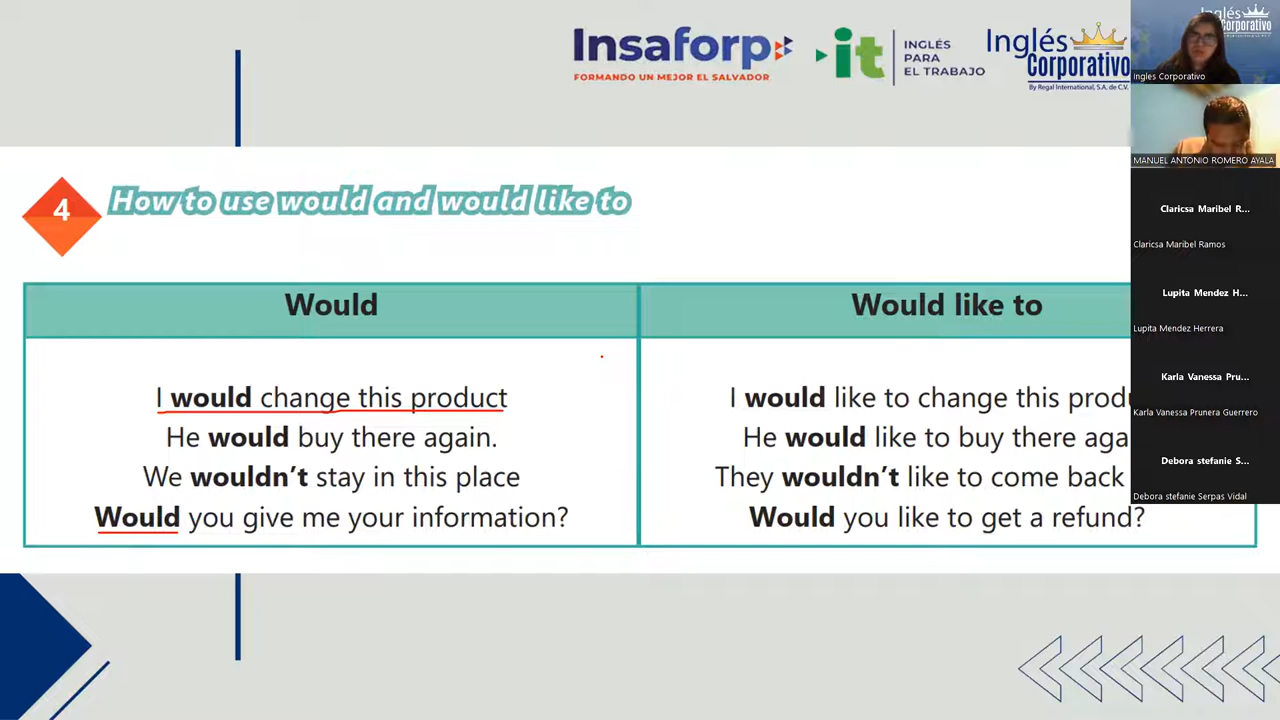 Insaforp
FORMANDO UN MEJOR EL SALVADOR
it
INGLÉS
PARA
EL TRABAJO
Inglés
Corporativo
By Regal International, S.A. de C.V.
Inglés
Corporativo
Ingles Corporativo
MANUEL ANTONIO ROMERO AYALA
Claricsa Maribel R...
Claricsa Maribel Ramos
Lupita Mendez H...
Lupita Mendez Herrera
Karla Vanessa Pru...
Karla Vanessa Prunera Guerrero
Debora stefanie S...
Debora stefanie Serpas Vidal
4
How to use would and would like to
Would
I would change this product
He would buy there again.
We wouldn't stay in this place
Would you give me your information?
Would like to
I would like to change this produ
He would like to buy there aga
They wouldn't like to come back
Would you like to get a refund?